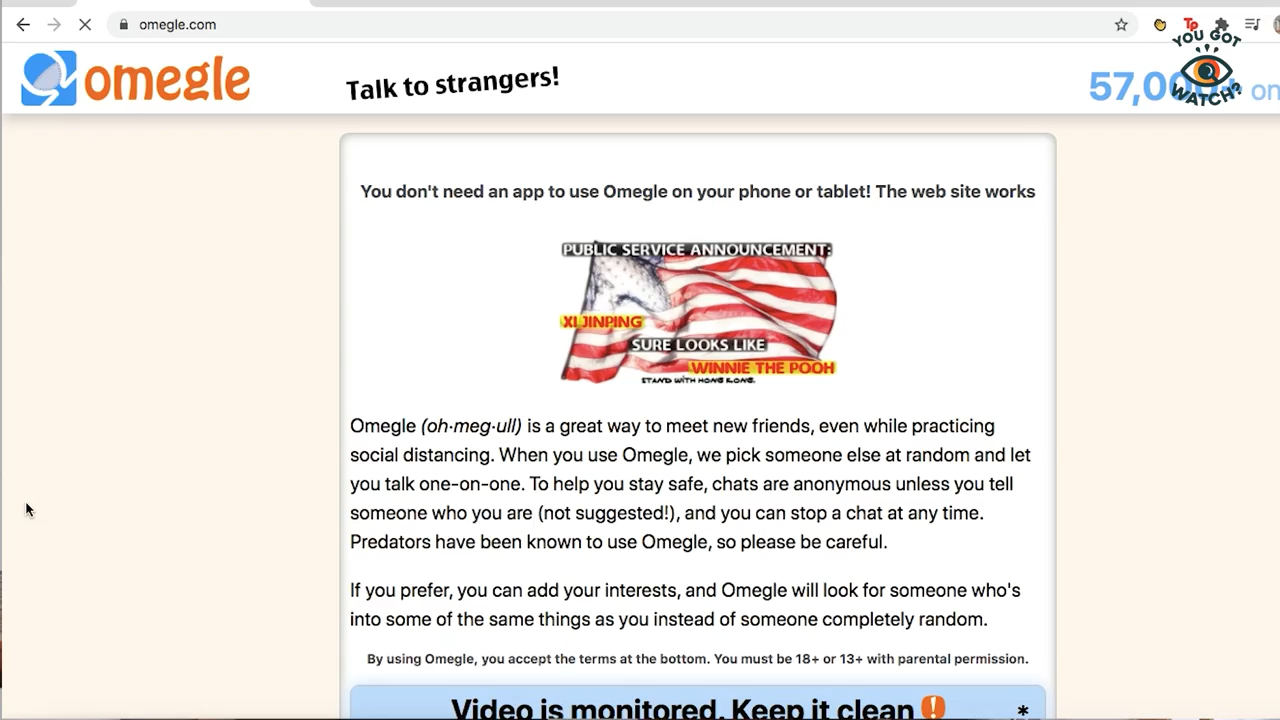 omegle.com
omegle
Talk to strangers!
YOU GOT
WATCH?
You don't need an app to use Omegle on your phone or tablet! The web site works
PUBLIC SERVICE ANNOUNCEMENT:
XI JINPING
SURE LOOKS LIKE
WINNIE THE POOH
STAND WITH HONG KONG.
Omegle (oh·meg·ull) is a great way to meet new friends, even while practicing
social distancing. When you use Omegle, we pick someone else at random and let
you talk one-on-one. To help you stay safe, chats are anonymous unless you tell
someone who you are (not suggested!), and you can stop a chat at any time.
Predators have been known to use Omegle, so please be careful.
If you prefer, you can add your interests, and Omegle will look for someone who's
into some of the same things as you instead of someone completely random.
By using Omegle, you accept the terms at the bottom. You must be 18+ or 13+ with parental permission.
Video is monitored. Keep it clean❗ *